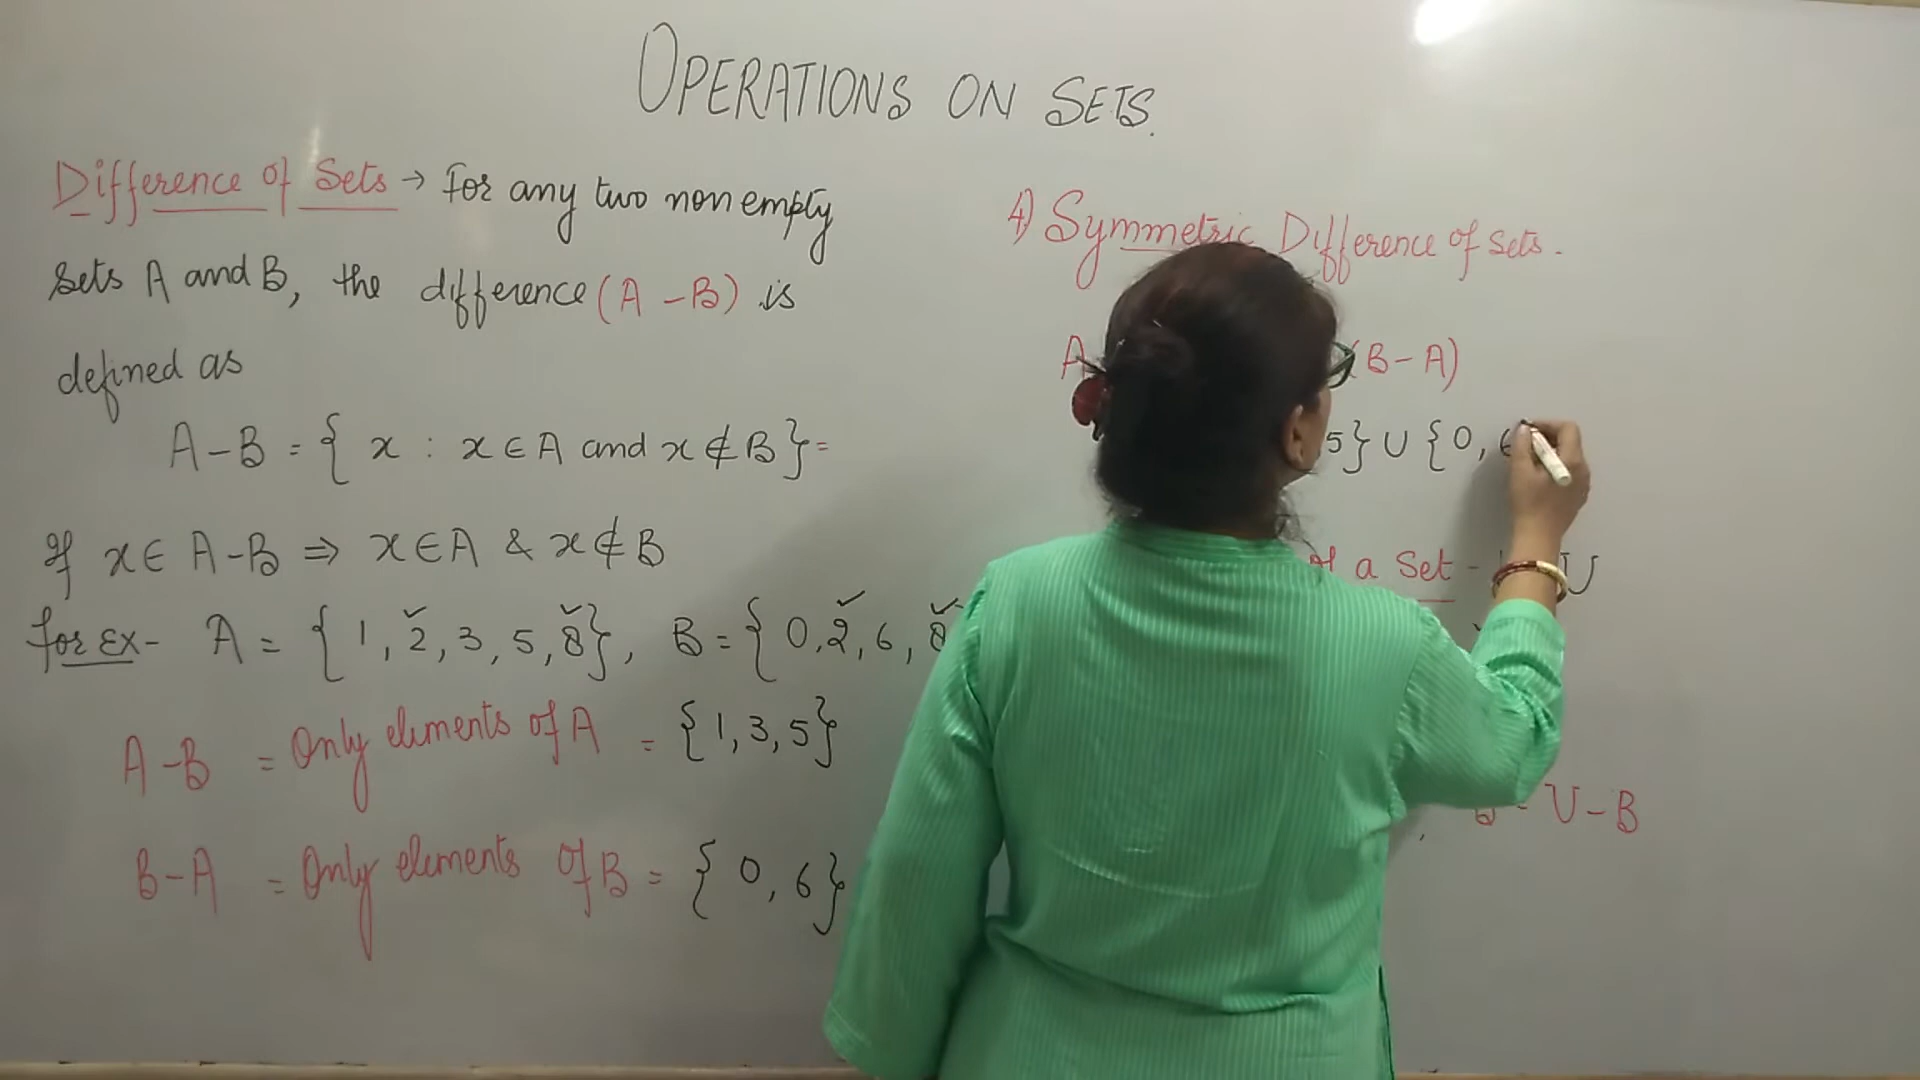 OPERATIONS ON SETS.
Difference of Sets → For any two non empty
Sets A and B, the difference (A - B) is
defined as
A - B = { x : x ∈ A and x ∉ B} =
If x ∈ A - B ⇒ x ∈ A & x ∉ B
For Ex- A = { 1, 2, 3, 5, 8}, B = { 0, 2, 6, 8
A - B = Only elements of A = {1, 3, 5}
B - A = Only elements of B = { 0, 6}
4) Symmetric Difference of Sets.
A (B - A)
5} ∪ {0, 6
of a Set - U
U - B